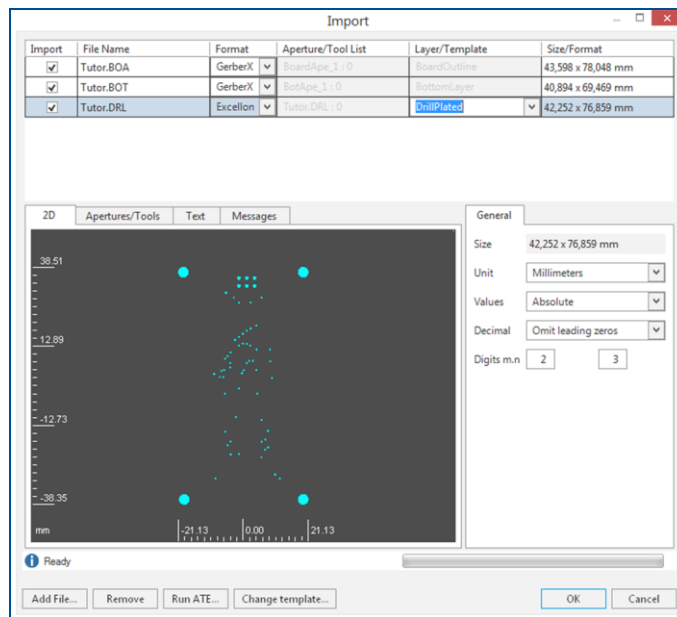 Import
Import File Name Format Aperture/Tool List Layer/Template Size/Format
Tutor.BOA GerberX BoardApe_1 : 0 BoardOutline 43,598 x 78,048 mm
Tutor.BOT GerberX BotApe_1 : 0 BottomLayer 40,894 x 69,469 mm
Tutor.DRL Excellon Tutor.DRL : 0 DrillPlated 42,252 x 76,859 mm
2D Apertures/Tools Text Messages General
Size 42,252 x 76,859 mm
38.51
Unit Millimeters
Values Absolute
12.89
Decimal Omit leading zeros
Digits m.n 2 3
-12.73
-38.35
mm -21.13 0.00 21.13
Ready
Add File... Remove Run ATE... Change template... OK Cancel